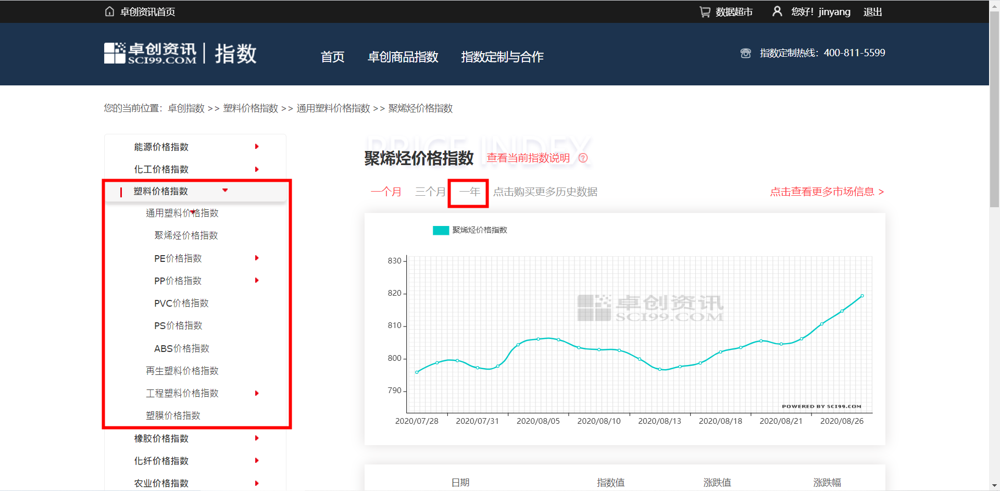 卓创资讯首页
数据超市 您好！jinyang 退出
卓创资讯 SCI99.COM | 指数
首页 卓创商品指数 指数定制与合作
指数定制热线：400-811-5599
您的当前位置：卓创指数 >> 塑料价格指数 >> 通用塑料价格指数 >> 聚烯烃价格指数
能源价格指数
化工价格指数
塑料价格指数
通用塑料价格指数
聚烯烃价格指数
PE价格指数
PP价格指数
PVC价格指数
PS价格指数
ABS价格指数
再生塑料价格指数
工程塑料价格指数
塑膜价格指数
橡胶价格指数
化纤价格指数
农业价格指数
PRICE INDEX
聚烯烃价格指数 查看当前指数说明 ?
一个月 三个月 一年 点击购买更多历史数据
点击查看更多市场信息 >
聚烯烃价格指数
830
820
810
800
790
卓创资讯
SCI99.COM
POWERED BY SCI99.COM
2020/07/28 2020/07/31 2020/08/05 2020/08/10 2020/08/13 2020/08/18 2020/08/21 2020/08/26
日期 指数值 涨跌值 涨跌幅